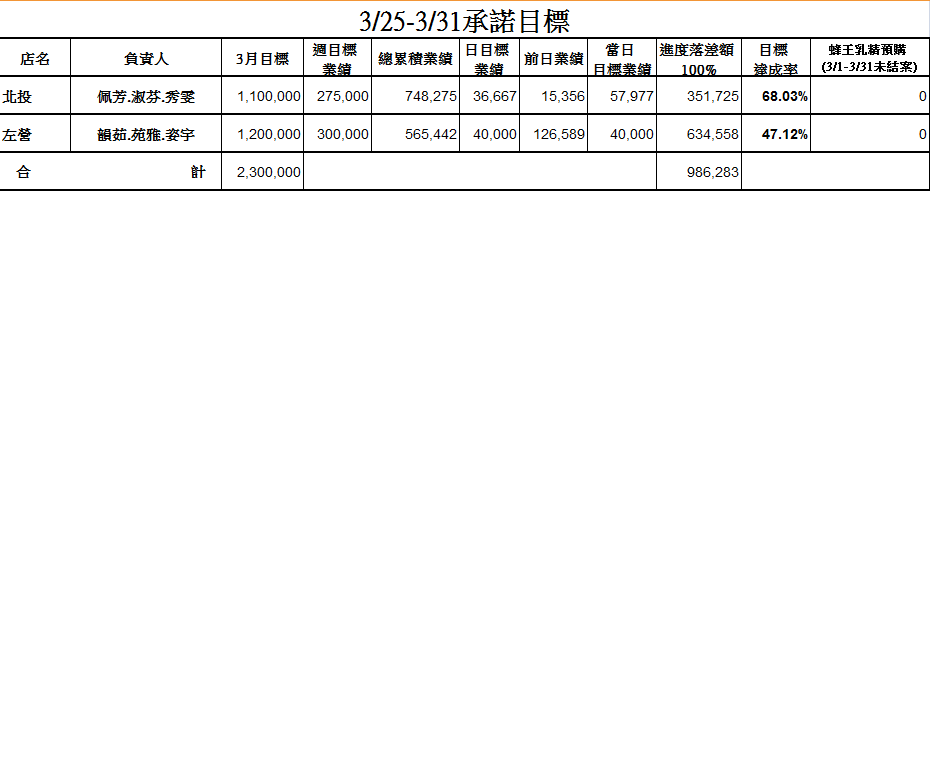 3/25-3/31承諾目標
店名 負責人 3月目標 週目標業績 總累積業績 日目標業績 前日業績 當日目標業績 進度落差額100% 目標達成率 蜂王乳精預購(3/1-3/31未結案)
北投 佩芳.淑芬.秀雯 1,100,000 275,000 748,275 36,667 15,356 57,977 351,725 68.03% 0
左營 韻茹.苑雅.姿宇 1,200,000 300,000 565,442 40,000 126,589 40,000 634,558 47.12% 0
合計 2,300,000 986,283